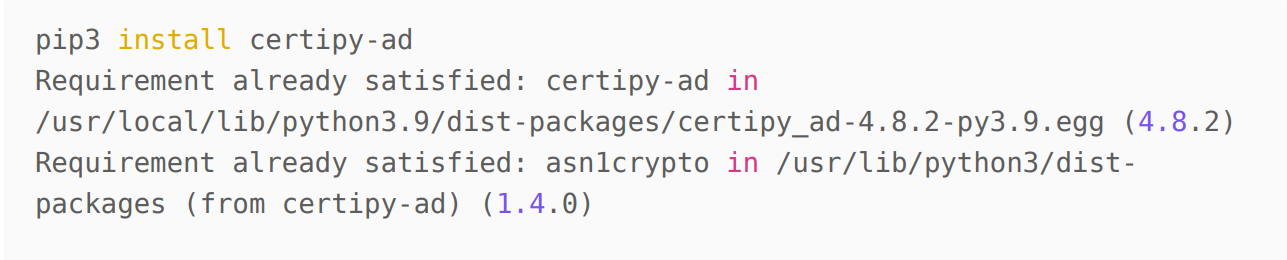 pip3 install certipy-ad
Requirement already satisfied: certipy-ad in
/usr/local/lib/python3.9/dist-packages/certipy_ad-4.8.2-py3.9.egg (4.8.2)
Requirement already satisfied: asn1crypto in /usr/lib/python3/dist-
packages (from certipy-ad) (1.4.0)